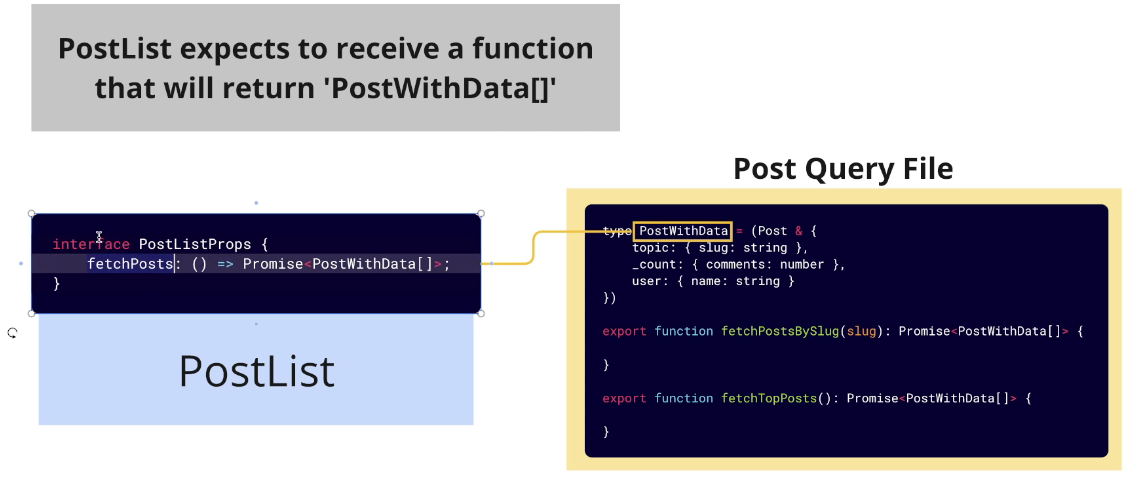 PostList expects to receive a function
that will return 'PostWithData[]'
interface PostListProps {
fetchPosts: () => Promise<PostWithData[]>;
}
PostList
Post Query File
type PostWithData = (Post & {
topic: { slug: string },
_count: { comments: number },
user: { name: string }
})
export function fetchPostsBySlug(slug): Promise<PostWithData[]> {
}
export function fetchTopPosts(): Promise<PostWithData[]> {
}